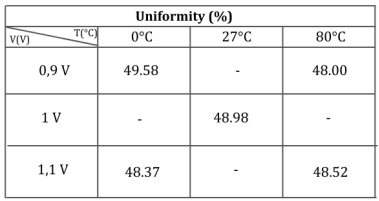 Uniformity (%)
V(V) T(°C) 0°C 27°C 80°C
0,9 V 49.58 - 48.00
1 V - 48.98 -
1,1 V 48.37 - 48.52